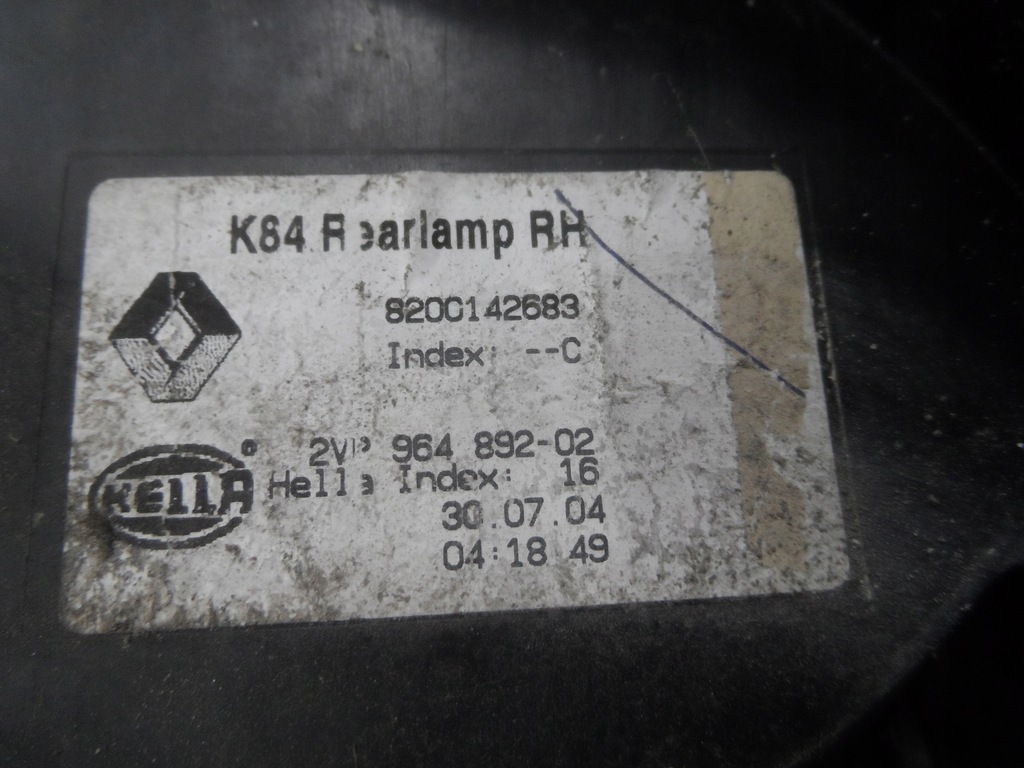 K84 Rearlamp RH
8200142683
Index: --C
2VP 964 892-02
HELLA
Hella Index: 16
30.07.04
04:18 49